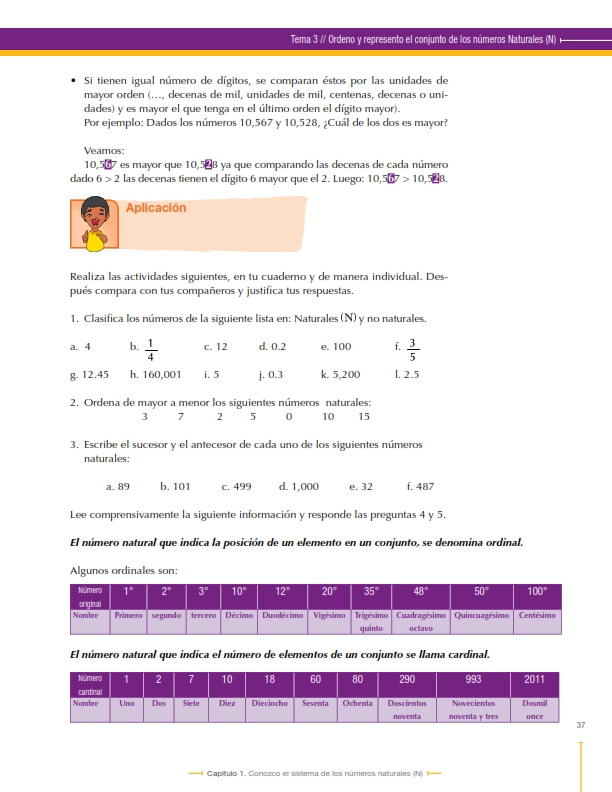 Tema 3 // Ordeno y represento el conjunto de los números Naturales (N)
• Si tienen igual número de dígitos, se comparan éstos por las unidades de
mayor orden (…, decenas de mil, unidades de mil, centenas, decenas o uni-
dades) y es mayor el que tenga en el último orden el dígito mayor).
Por ejemplo: Dados los números 10,567 y 10,528, ¿Cuál de los dos es mayor?
Veamos:
10,567 es mayor que 10,528 ya que comparando las decenas de cada número
dado 6 > 2 las decenas tienen el dígito 6 mayor que el 2. Luego: 10,567 > 10,528.
Aplicación
Realiza las actividades siguientes, en tu cuaderno y de manera individual. Des-
pués compara con tus compañeros y justifica tus respuestas.
1. Clasifica los números de la siguiente lista en: Naturales (N) y no naturales.
a. 4 b. 1/4 c. 12 d. 0.2 e. 100 f. 3/5
g. 12.45 h. 160,001 i. 5 j. 0.3 k. 5,200 l. 2.5
2. Ordena de mayor a menor los siguientes números naturales:
3 7 2 5 0 10 15
3. Escribe el sucesor y el antecesor de cada uno de los siguientes números
naturales:
a. 89 b. 101 c. 499 d. 1,000 e. 32 f. 487
Lee comprensivamente la siguiente información y responde las preguntas 4 y 5.
El número natural que indica la posición de un elemento en un conjunto, se denomina ordinal.
Algunos ordinales son:
Número original 1° 2° 3° 10° 12° 20° 35° 48° 50° 100°
Nombre Primero segundo tercero Décimo Duodécimo Vigésimo Trigésimo quinto Cuadragésimo octavo Quincuagésimo Centésimo
El número natural que indica el número de elementos de un conjunto se llama cardinal.
Número cardinal 1 2 7 10 18 60 80 290 993 2011
Nombre Uno Dos Siete Diez Dieciocho Sesenta Ochenta Doscientos noventa Novecientos noventa y tres Dosmil once
37
Capítulo 1. Conozco el sistema de los números naturales (N)